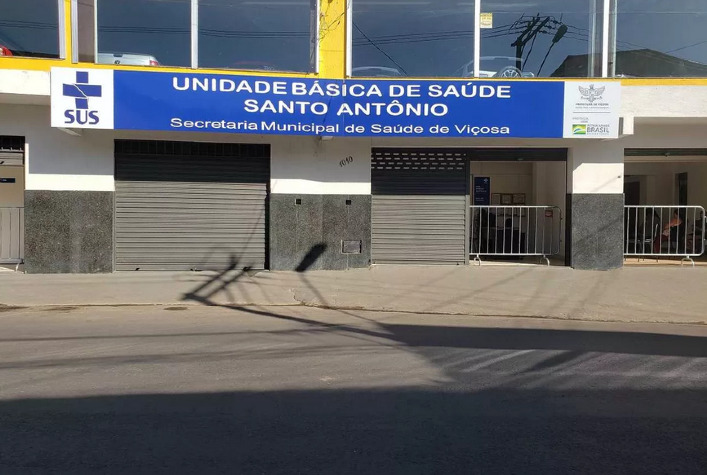 UNIDADE BÁSICA DE SAÚDE
SANTO ANTÔNIO
Secretaria Municipal de Saúde de Viçosa
SUS
BRASIL